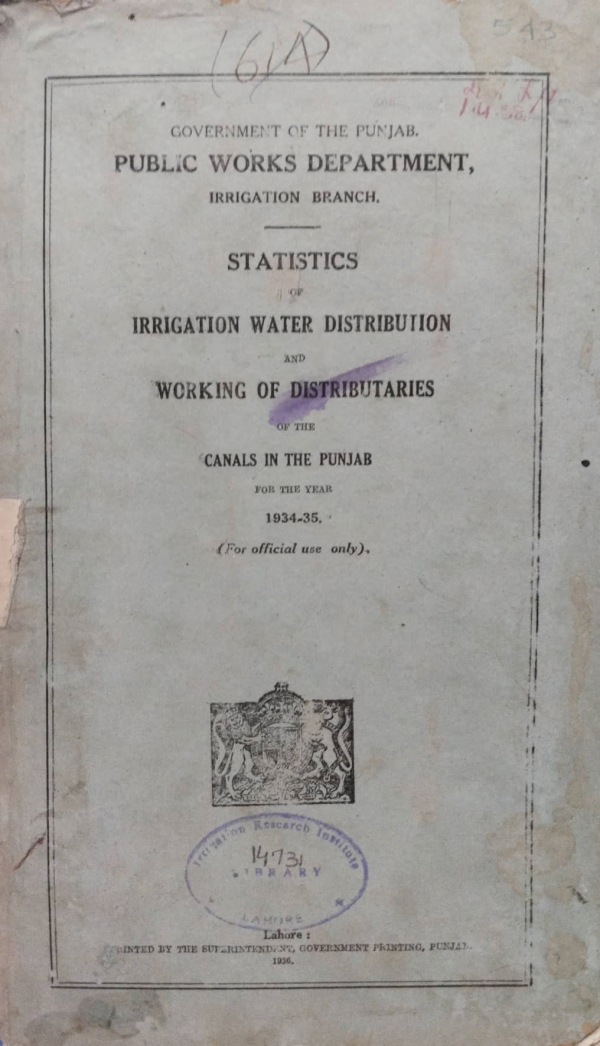 543
(614)
GOVERNMENT OF THE PUNJAB.
PUBLIC WORKS DEPARTMENT,
IRRIGATION BRANCH.
STATISTICS
OF
IRRIGATION WATER DISTRIBUTION
AND
WORKING OF DISTRIBUTARIES
OF THE
CANALS IN THE PUNJAB
FOR THE YEAR
1934-35.
(For official use only).
Irrigation Research Institute
14731
LIBRARY
LAHORE
Lahore :
PRINTED BY THE SUPERINTENDENT, GOVERNMENT PRINTING, PUNJAB.
1936.